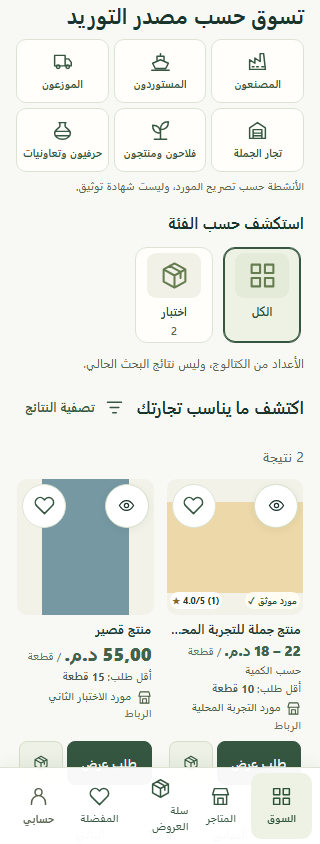 تسوق حسب مصدر التوريد
المصنعون
المستوردون
الموزعون
تجار الجملة
فلاحون ومنتجون
حرفيون وتعاونيات
الأنشطة حسب تصريح المورد، وليست شهادة توثيق.
استكشف حسب الفئة
الكل
اختبار
2
الأعداد من الكتالوج، وليس نتائج البحث الحالي.
اكتشف ما يناسب تجارتك
تصفية النتائج
2 نتيجة
مورد موثق ✓
★ 4.0/5 (1)
منتج جملة للتجربة المحـ...
18 – 22 د.م. / قطعة
حسب الكمية
أقل طلب: 10 قطعة
مورد التجربة المحلية
الرباط
طلب عرض
منتج قصير
55,00 د.م. / قطعة
أقل طلب: 15 قطعة
مورد الاختبار الثاني
الرباط
طلب عرض
السوق
المتاجر
سلة
العروض
المفضلة
حسابي